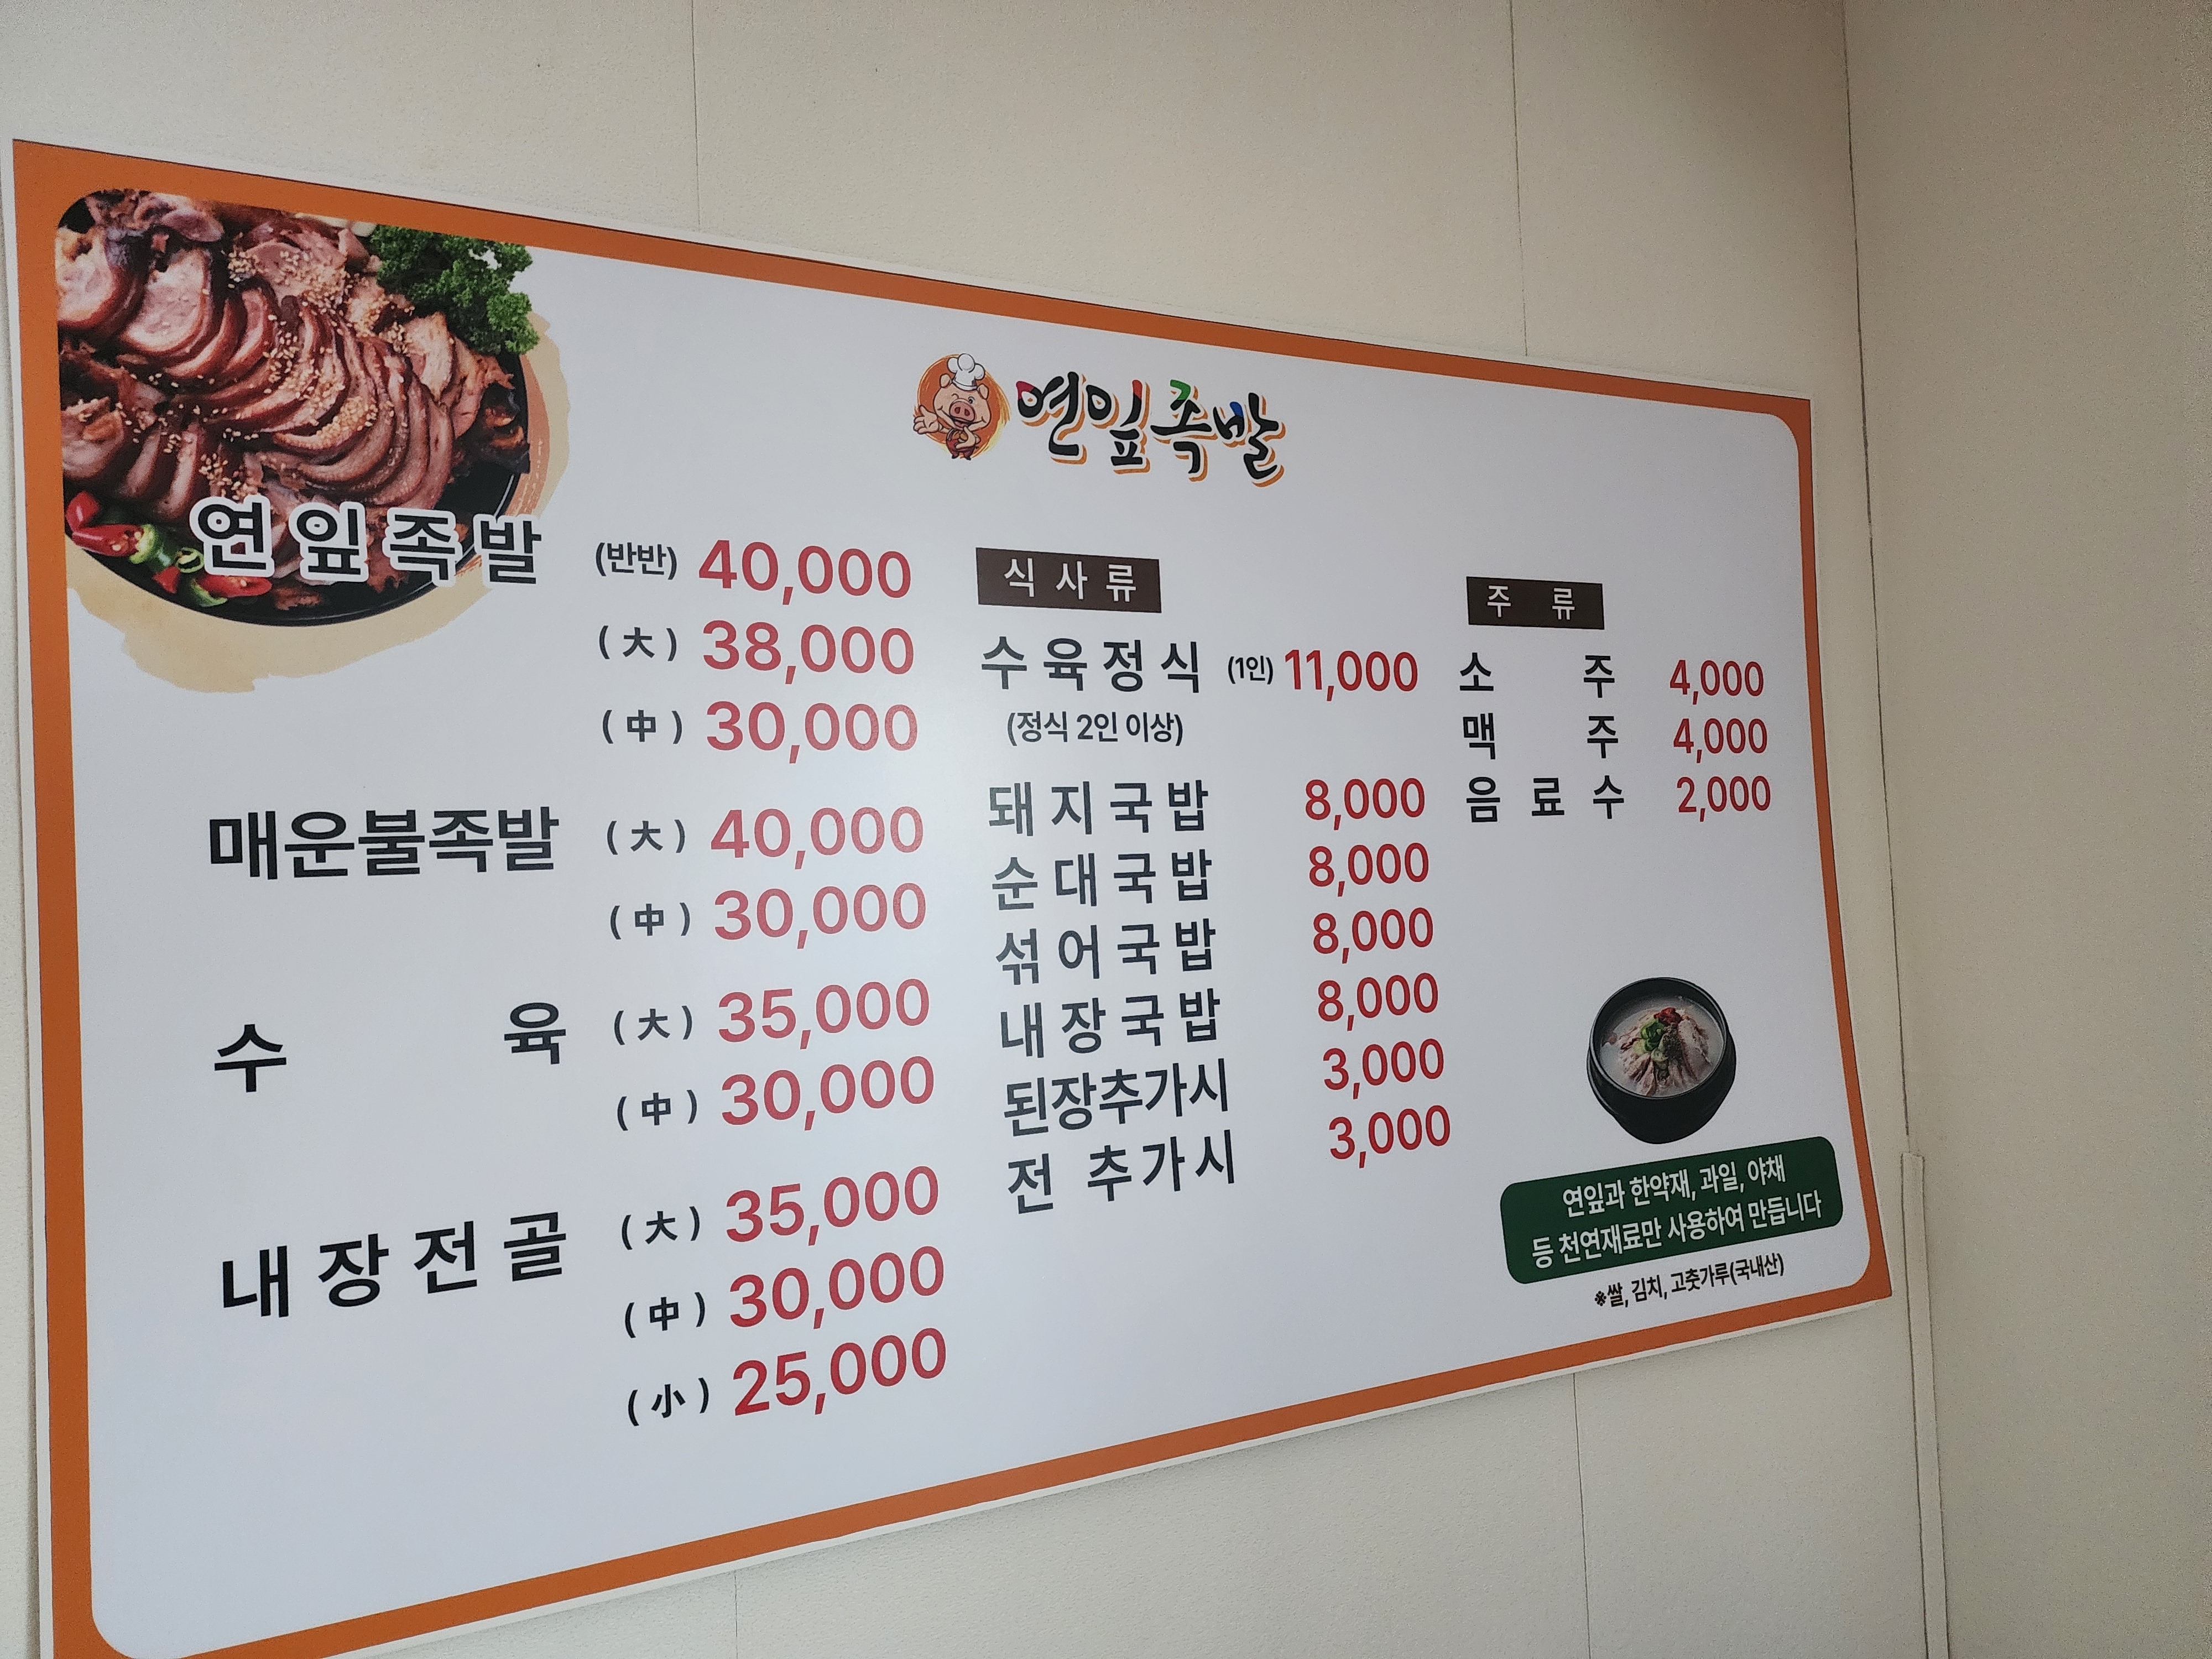 연잎족발
연잎족발 (반반) 40,000
(大) 38,000
(中) 30,000
매운불족발 (大) 40,000
(中) 30,000
수 육 (大) 35,000
(中) 30,000
내장전골 (大) 35,000
(中) 30,000
(小) 25,000
식사류
수육정식 (1인) 11,000
(정식 2인 이상)
돼지국밥 8,000
순대국밥 8,000
섞어국밥 8,000
내장국밥 8,000
된장추가시 3,000
전 추가시 3,000
주 류
소 주 4,000
맥 주 4,000
음 료 수 2,000
연잎과 한약재, 과일, 야채
등 천연재료만 사용하여 만듭니다
※쌀, 김치, 고춧가루(국내산)